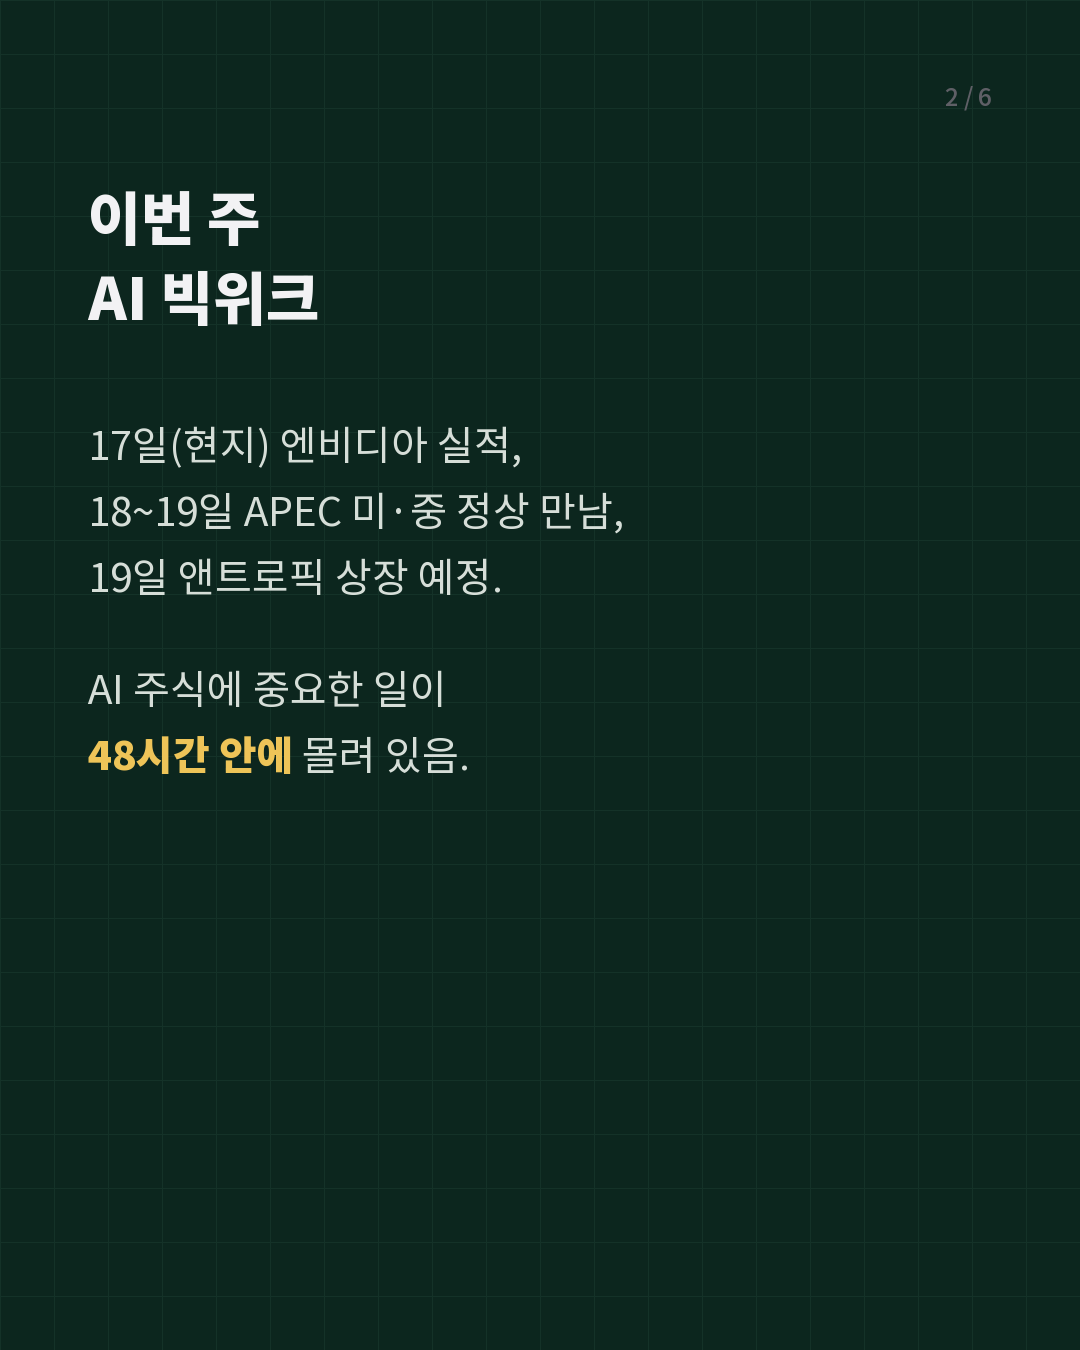 2 / 6
이번 주
AI 빅위크
17일(현지) 엔비디아 실적,
18~19일 APEC 미·중 정상 만남,
19일 앤트로픽 상장 예정.
AI 주식에 중요한 일이
48시간 안에 몰려 있음.